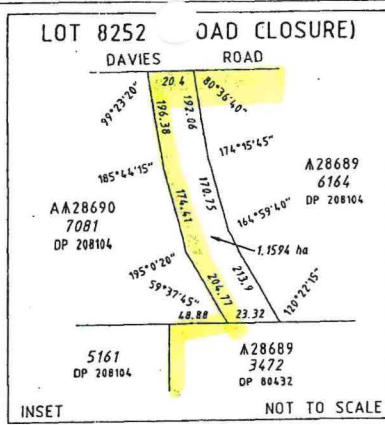 LOT 8252 OAD CLOSURE)
DAVIES ROAD
20.4
99°23'20" 80°36'40"
196.38 192.06
174°15'45"
185°44'15"
170.75
174.41
164°59'40"
28689
6164
DP 208104
28690
7081
DP 208104
1.1594 ha
195°0'20"
59°37'45"
204.77 213.9
120°22'15"
48.88 23.32
5161
DP 208104
28689
3472
DP 80432
INSET NOT TO SCALE